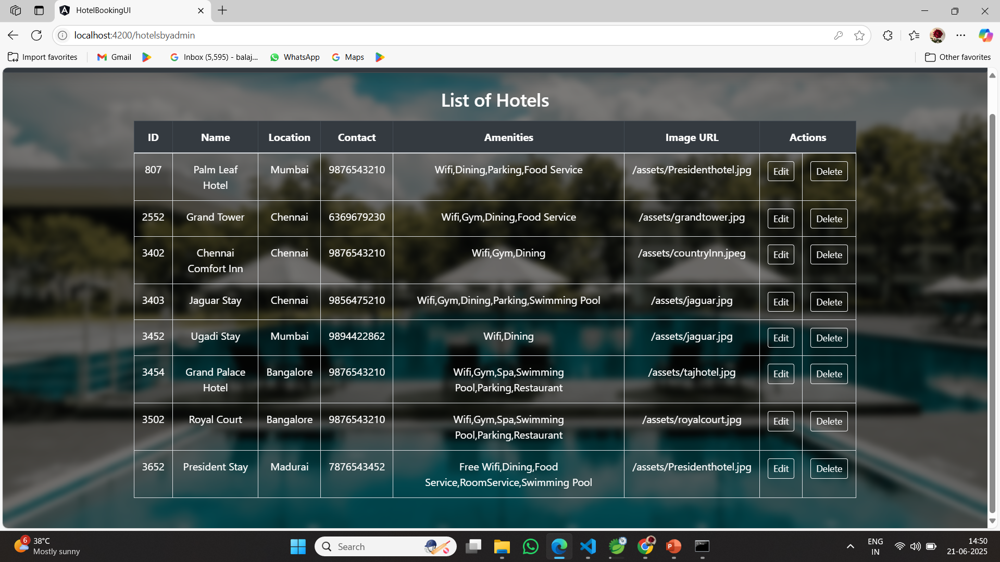 HotelBookingUI
localhost:4200/hotelsbyadmin
Import favorites Gmail Inbox (5,595) - balaj... WhatsApp Maps Other favorites
List of Hotels
ID Name Location Contact Amenities Image URL Actions
807 Palm Leaf Mumbai 9876543210 Wifi,Dining,Parking,Food Service /assets/Presidenthotel.jpg Edit Delete
Hotel
2552 Grand Tower Chennai 6369679230 Wifi,Gym,Dining,Food Service /assets/grandtower.jpg Edit Delete
3402 Chennai Chennai 9876543210 Wifi,Gym,Dining /assets/countryInn.jpeg Edit Delete
Comfort Inn
3403 Jaguar Stay Chennai 9856475210 Wifi,Gym,Dining,Parking,Swimming Pool /assets/jaguar.jpg Edit Delete
3452 Ugadi Stay Mumbai 9894422862 Wifi,Dining /assets/jaguar.jpg Edit Delete
3454 Grand Palace Bangalore 9876543210 Wifi,Gym,Spa,Swimming /assets/tajhotel.jpg Edit Delete
Hotel Pool,Parking,Restaurant
3502 Royal Court Bangalore 9876543210 Wifi,Gym,Spa,Swimming /assets/royalcourt.jpg Edit Delete
Pool,Parking,Restaurant
3652 President Stay Madurai 7876543452 Free Wifi,Dining,Food /assets/Presidenthotel.jpg Edit Delete
Service,RoomService,Swimming Pool
6 38°C Search ENG 14:50
Mostly sunny IN 21-06-2025